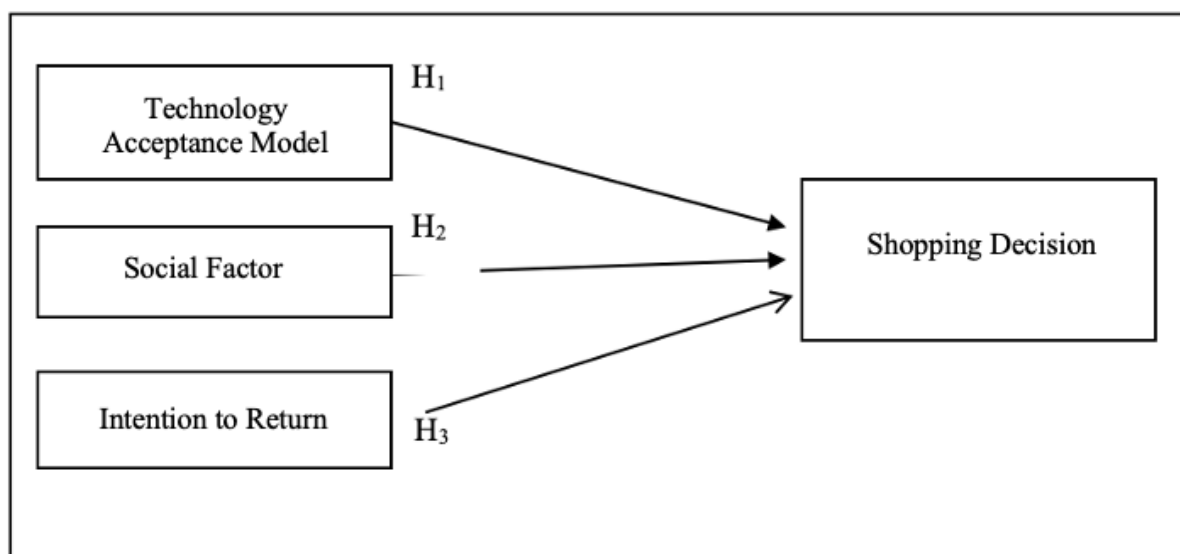 H₁
Technology
Acceptance Model
H₂
Social Factor
Shopping Decision
Intention to Return
H₃